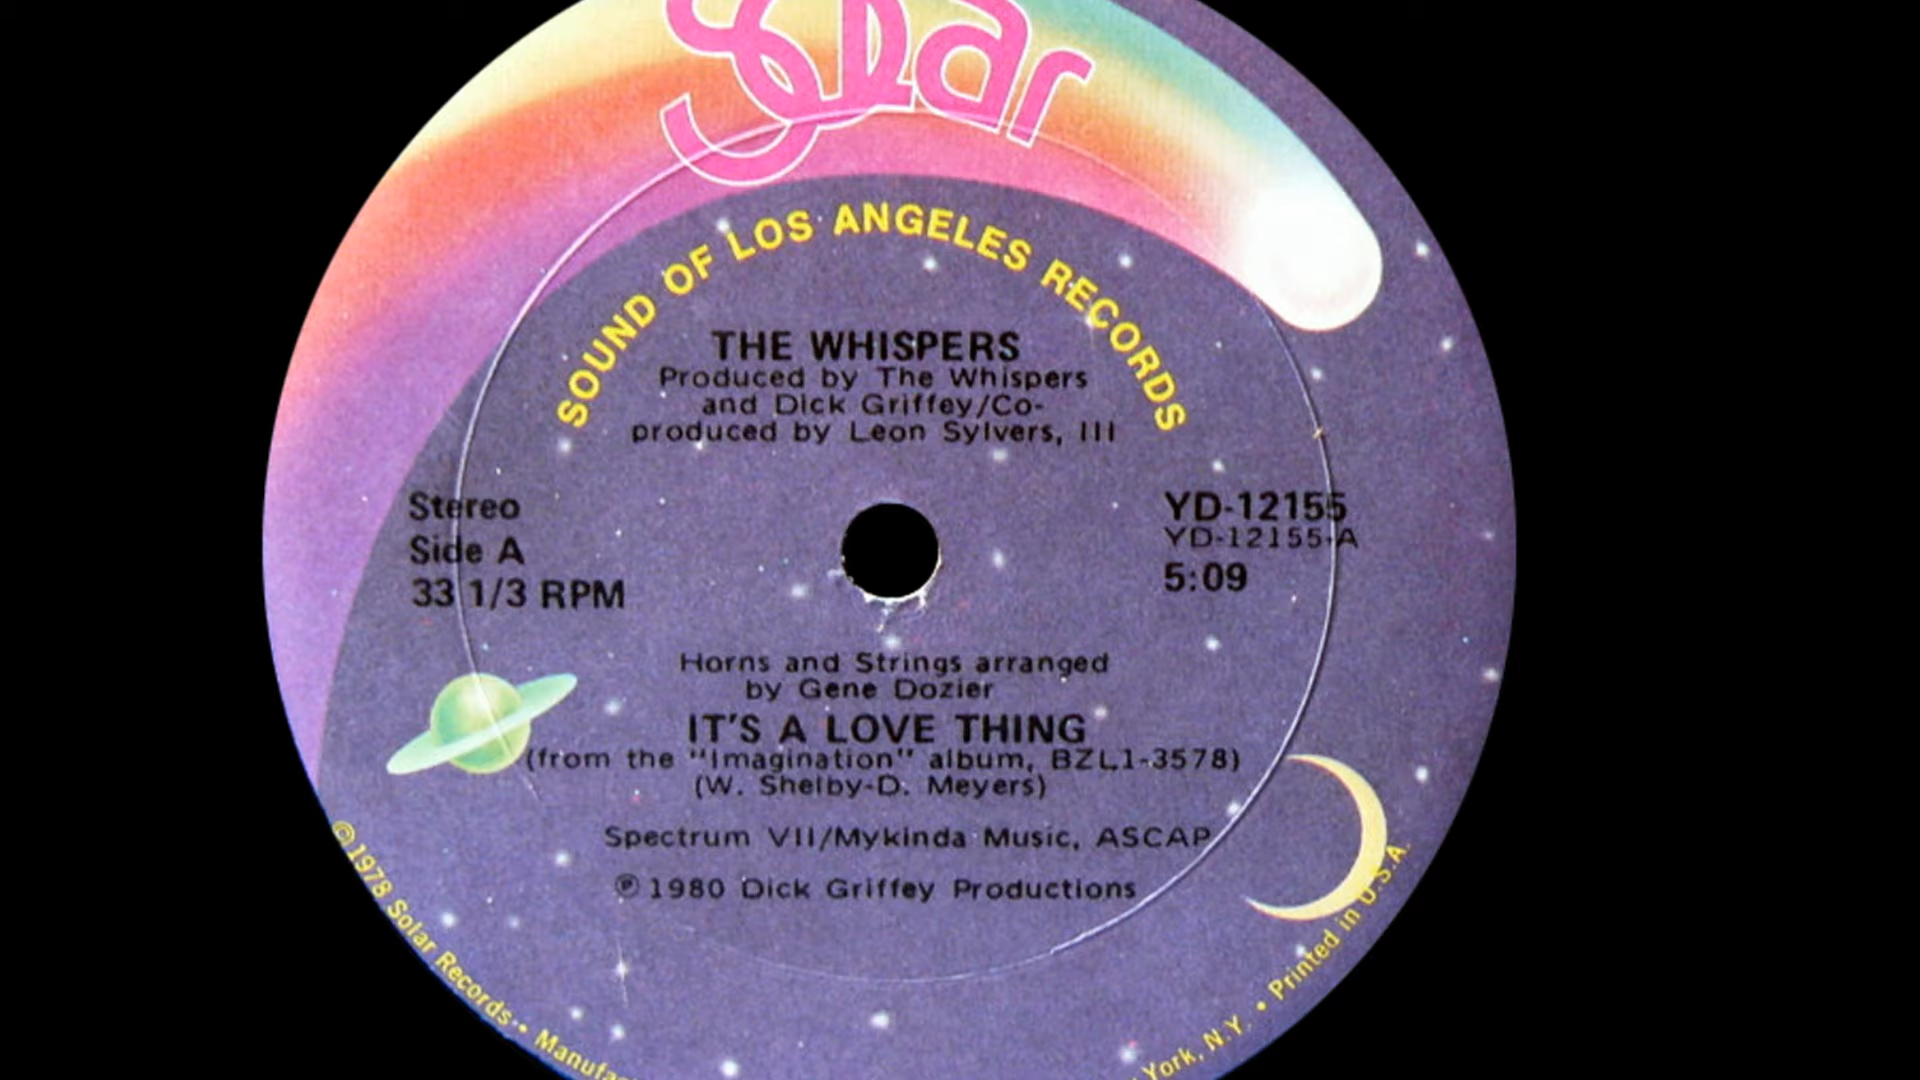 Solar
SOUND OF LOS ANGELES RECORDS
THE WHISPERS
Produced by The Whispers
and Dick Griffey/Co-
produced by Leon Sylvers, III
Stereo
Side A
33 1/3 RPM
YD-12155
YD-12155-A
5:09
Horns and Strings arranged
by Gene Dozier
IT'S A LOVE THING
(from the "Imagination" album, BZL1-3578)
(W. Shelby-D. Meyers)
Spectrum VII/Mykinda Music, ASCAP
℗ 1980 Dick Griffey Productions
©1978 Solar Records • York, N.Y. • Printed in U.S.A.